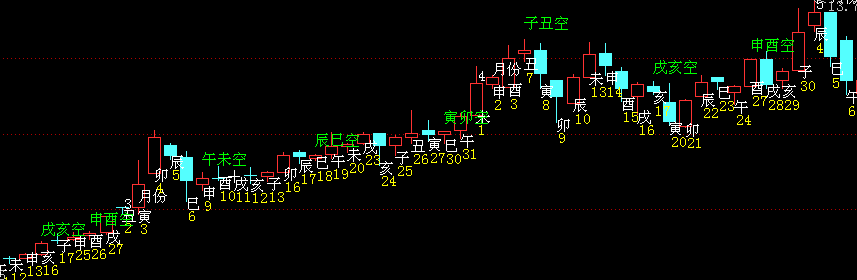 子丑空
戌亥空
申酉空
寅卯空
辰巳空
午未空
申酉空
戌亥空
5 13.7
辰
4
巳
5
午
6
子
30
酉 戌 亥
27 28 29
4 月份
申 酉
2 3
丑
7
寅
8
卯
9
辰
10
未 申
13 14
酉
15
戌
16
亥
寅 卯
20 21
辰 巳
22 23
午
24
未
1
丑 寅 巳 午
26 27 30 31
辰 巳 午 未 戌
17 18 19 20 23
亥 子
24 25
卯 辰
4 5
巳
6
申 酉 戌 亥 子 卯
9 10 11 12 13 16
3 月份
丑 寅
2 3
子 申 酉 戌
17 25 26 27
午 未 申 亥
12 13 16